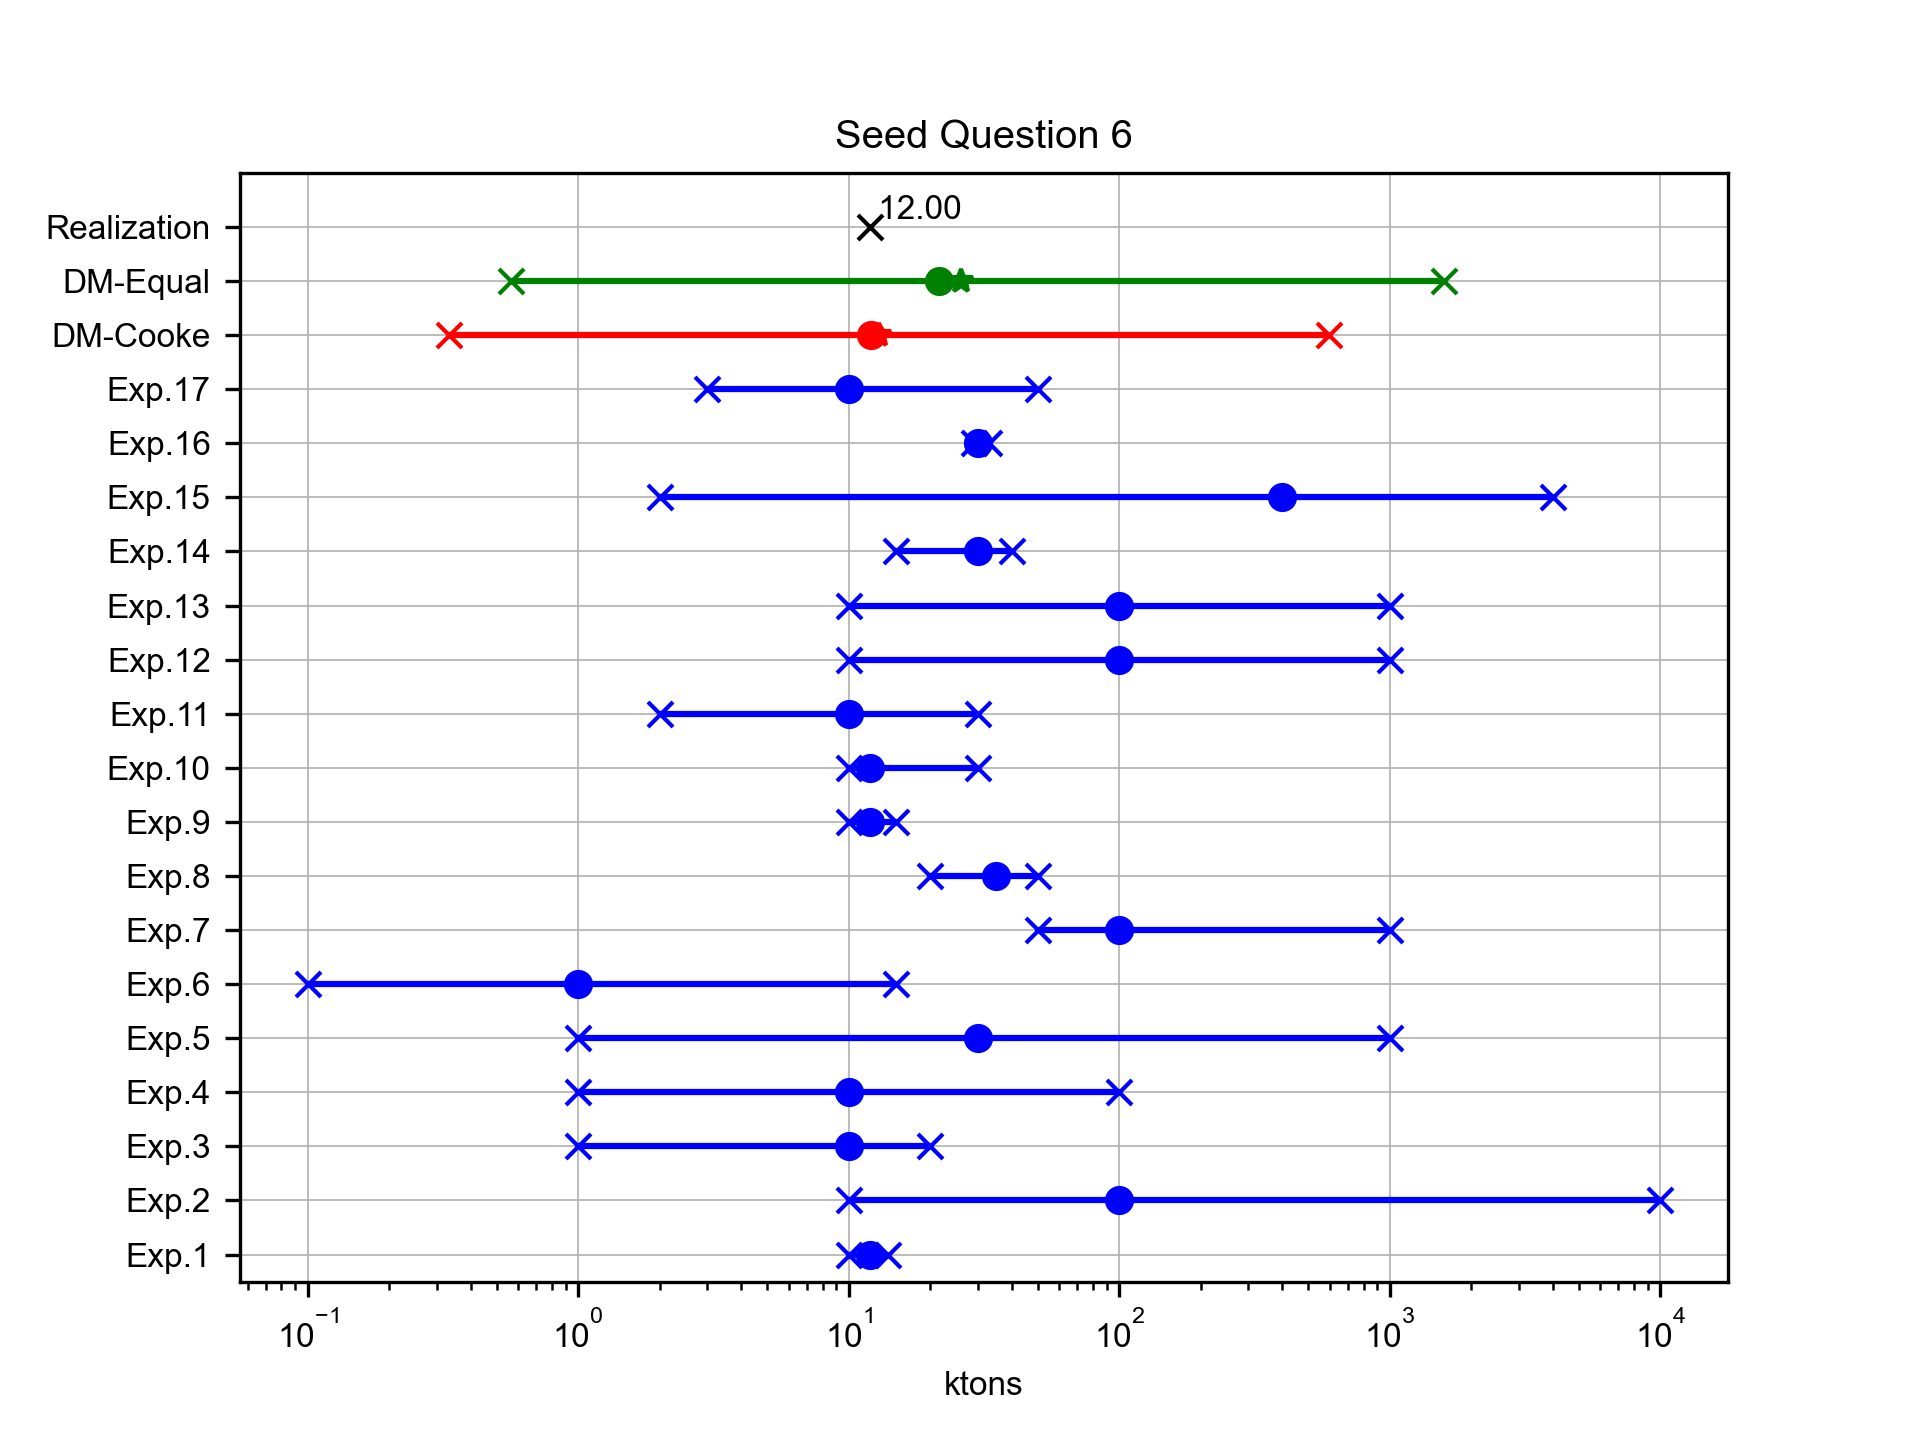 Seed Question 6
Realization
12.00
DM-Equal
DM-Cooke
Exp.17
Exp.16
Exp.15
Exp.14
Exp.13
Exp.12
Exp.11
Exp.10
Exp.9
Exp.8
Exp.7
Exp.6
Exp.5
Exp.4
Exp.3
Exp.2
Exp.1
10⁻¹ 10⁰ 10¹ 10² 10³ 10⁴
ktons